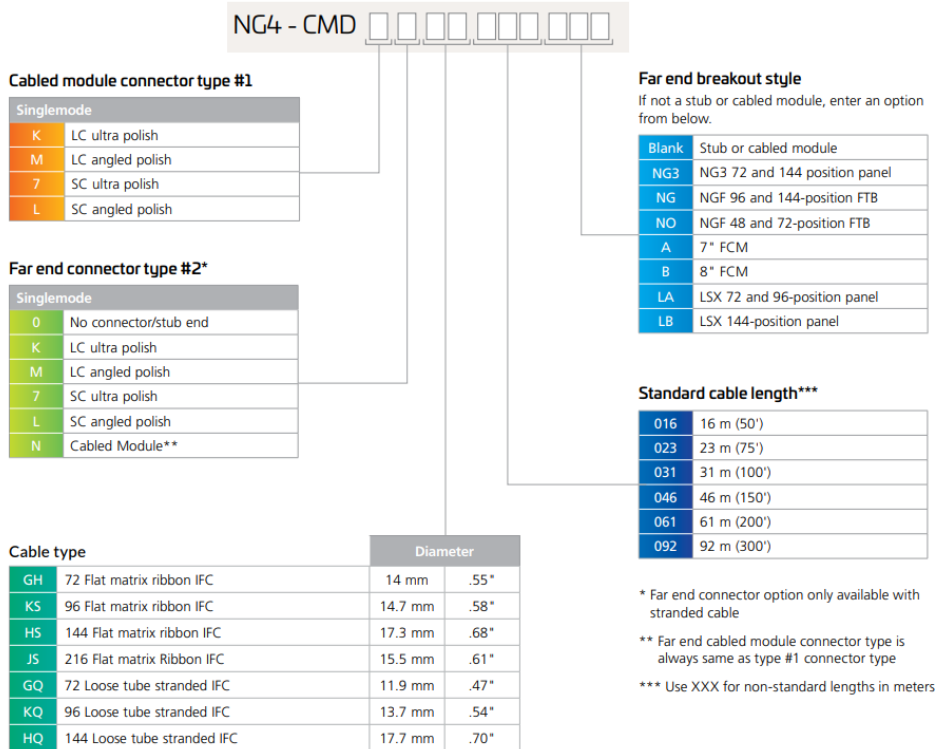 NG4 - CMD
Cabled module connector type #1
Singlemode
K LC ultra polish
M LC angled polish
7 SC ultra polish
L SC angled polish
Far end connector type #2*
Singlemode
0 No connector/stub end
K LC ultra polish
M LC angled polish
7 SC ultra polish
L SC angled polish
N Cabled Module**
Cable type Diameter
GH 72 Flat matrix ribbon IFC 14 mm .55"
KS 96 Flat matrix ribbon IFC 14.7 mm .58"
HS 144 Flat matrix ribbon IFC 17.3 mm .68"
JS 216 Flat matrix Ribbon IFC 15.5 mm .61"
GQ 72 Loose tube stranded IFC 11.9 mm .47"
KQ 96 Loose tube stranded IFC 13.7 mm .54"
HQ 144 Loose tube stranded IFC 17.7 mm .70"
Far end breakout style
If not a stub or cabled module, enter an option
from below.
Blank Stub or cabled module
NG3 NG3 72 and 144 position panel
NG NGF 96 and 144-position FTB
NO NGF 48 and 72-position FTB
A 7" FCM
B 8" FCM
LA LSX 72 and 96-position panel
LB LSX 144-position panel
Standard cable length***
016 16 m (50')
023 23 m (75')
031 31 m (100')
046 46 m (150')
061 61 m (200')
092 92 m (300')
* Far end connector option only available with
stranded cable
** Far end cabled module connector type is
always same as type #1 connector type
*** Use XXX for non-standard lengths in meters